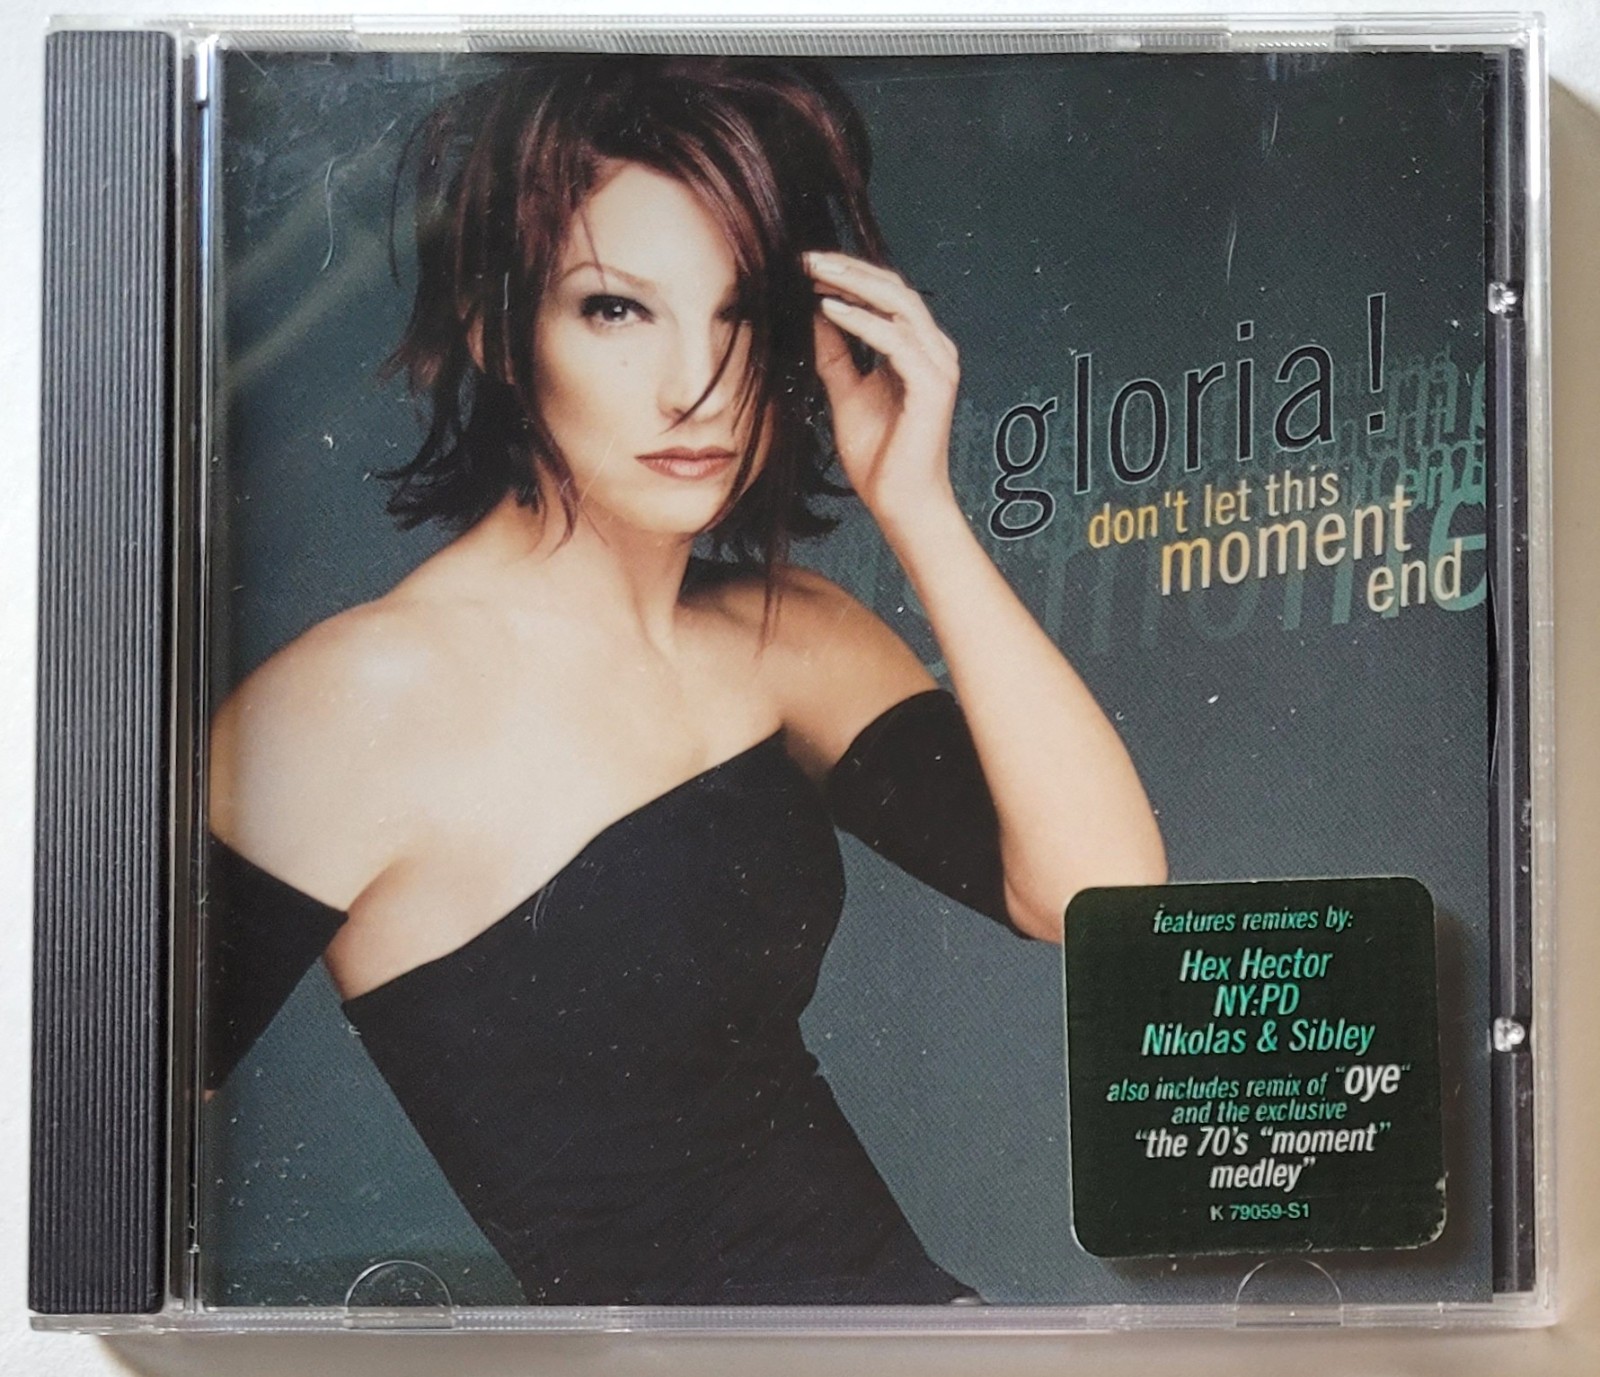 gloria!
don't let this
moment
end
features remixes by:
Hex Hector
NY:PD
Nikolas & Sibley
also includes remix of "oye"
and the exclusive
"the 70's "moment"
medley"
K 79059-S1